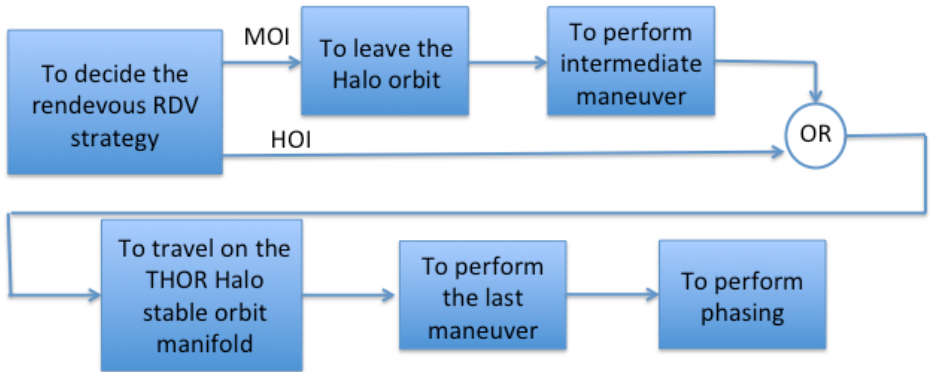 To decide the
rendevous RDV
strategy
MOI
To leave the
Halo orbit
To perform
intermediate
maneuver
HOI
OR
To travel on the
THOR Halo
stable orbit
manifold
To perform
the last
maneuver
To perform
phasing